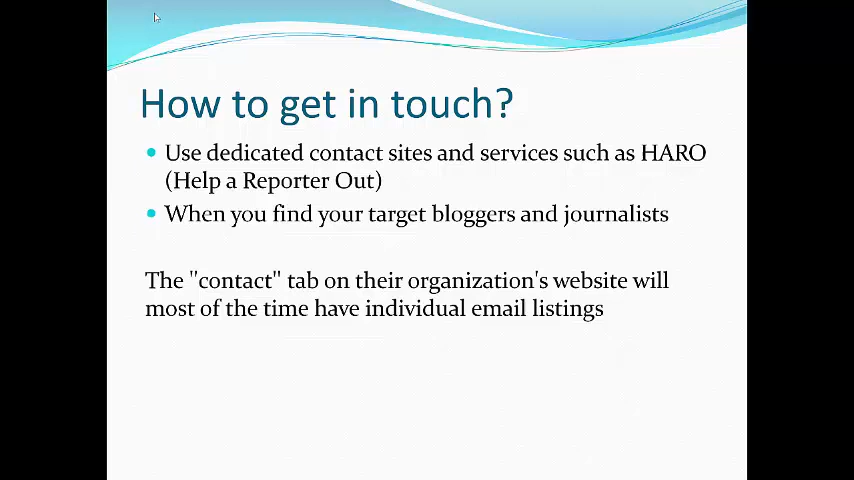 How to get in touch?
Use dedicated contact sites and services such as HARO
(Help a Reporter Out)
When you find your target bloggers and journalists
The "contact" tab on their organization's website will
most of the time have individual email listings